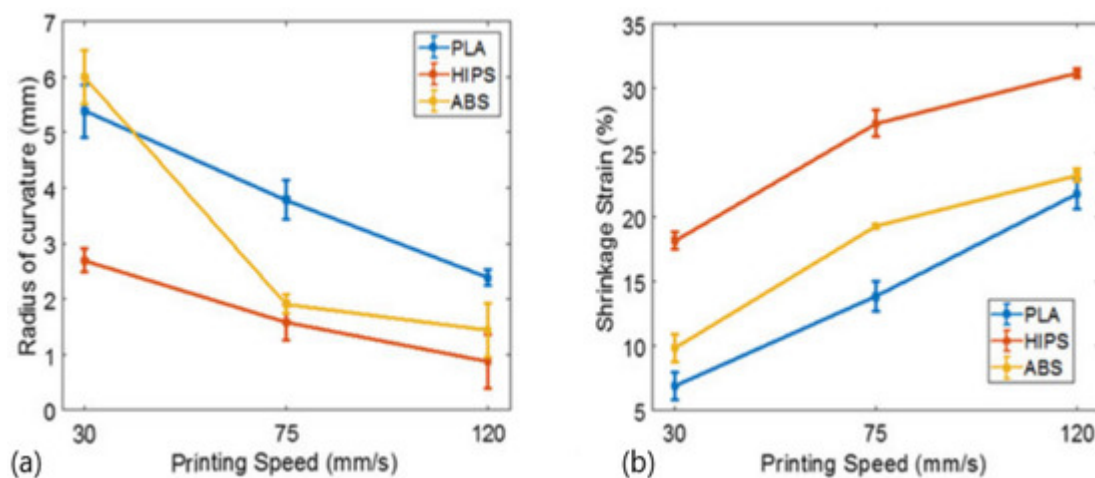 7
6
5
4
3
2
1
0
Radius of curvature (mm)
PLA
HIPS
ABS
30 75 120
Printing Speed (mm/s)
(a)
35
30
25
20
15
10
5
Shrinkage Strain (%)
PLA
HIPS
ABS
30 75 120
Printing Speed (mm/s)
(b)